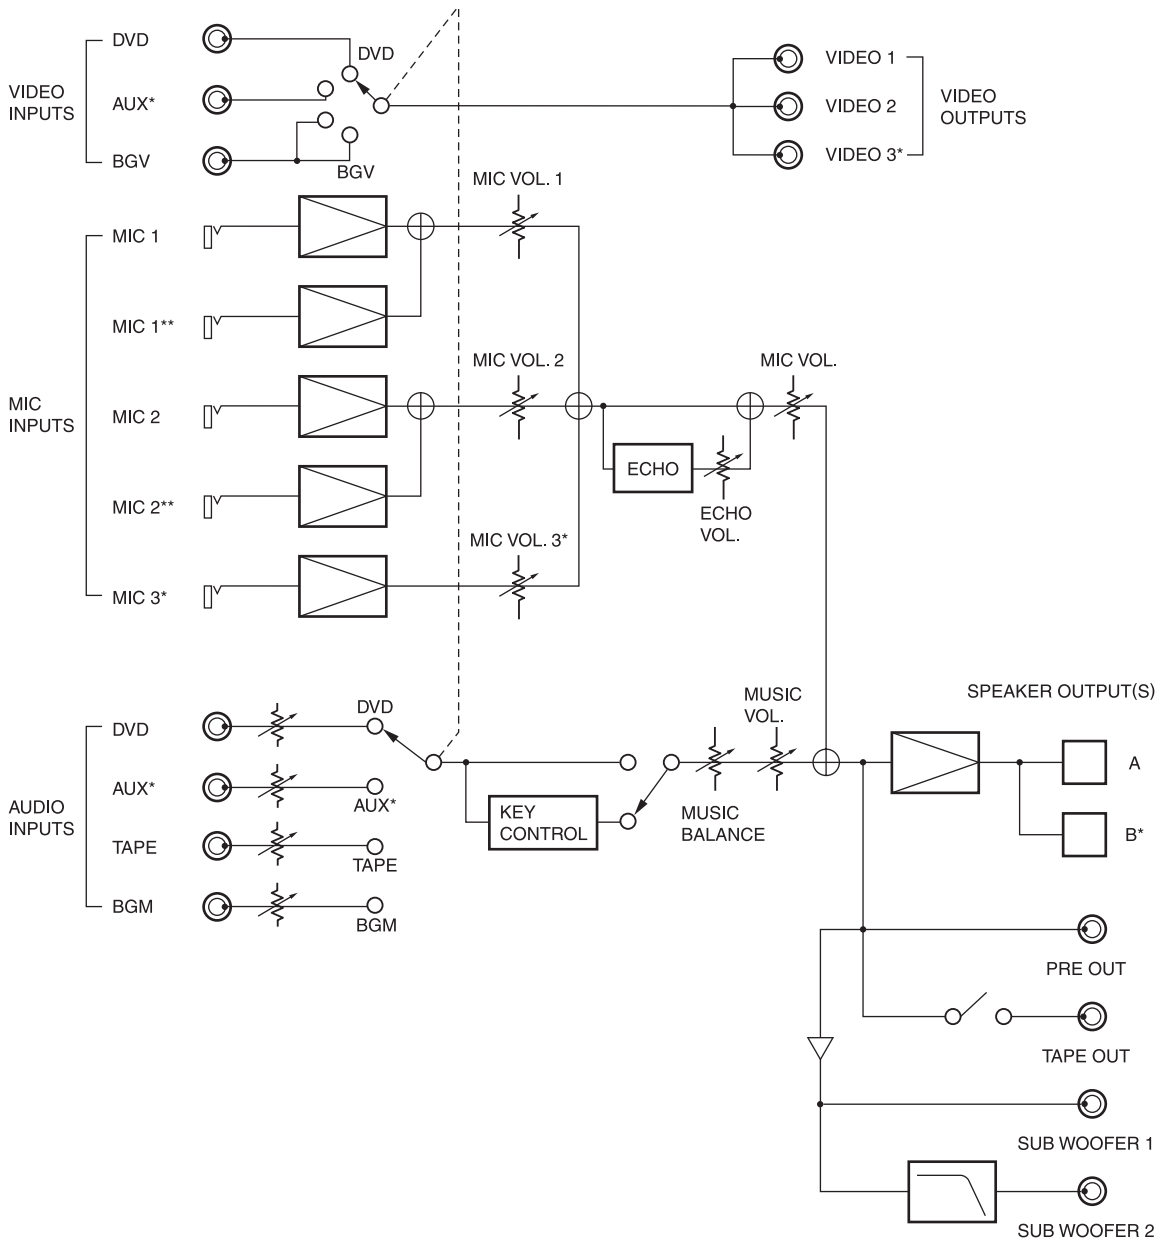 DVD
VIDEO
INPUTS
AUX*
BGV
DVD
BGV
VIDEO 1
VIDEO 2
VIDEO 3*
VIDEO
OUTPUTS
MIC
INPUTS
MIC 1
MIC 1**
MIC 2
MIC 2**
MIC 3*
MIC VOL. 1
MIC VOL. 2
MIC VOL. 3*
ECHO
ECHO
VOL.
MIC VOL.
AUDIO
INPUTS
DVD
AUX*
TAPE
BGM
DVD
AUX*
TAPE
BGM
KEY
CONTROL
MUSIC
BALANCE
MUSIC
VOL.
SPEAKER OUTPUT(S)
A
B*
PRE OUT
TAPE OUT
SUB WOOFER 1
SUB WOOFER 2